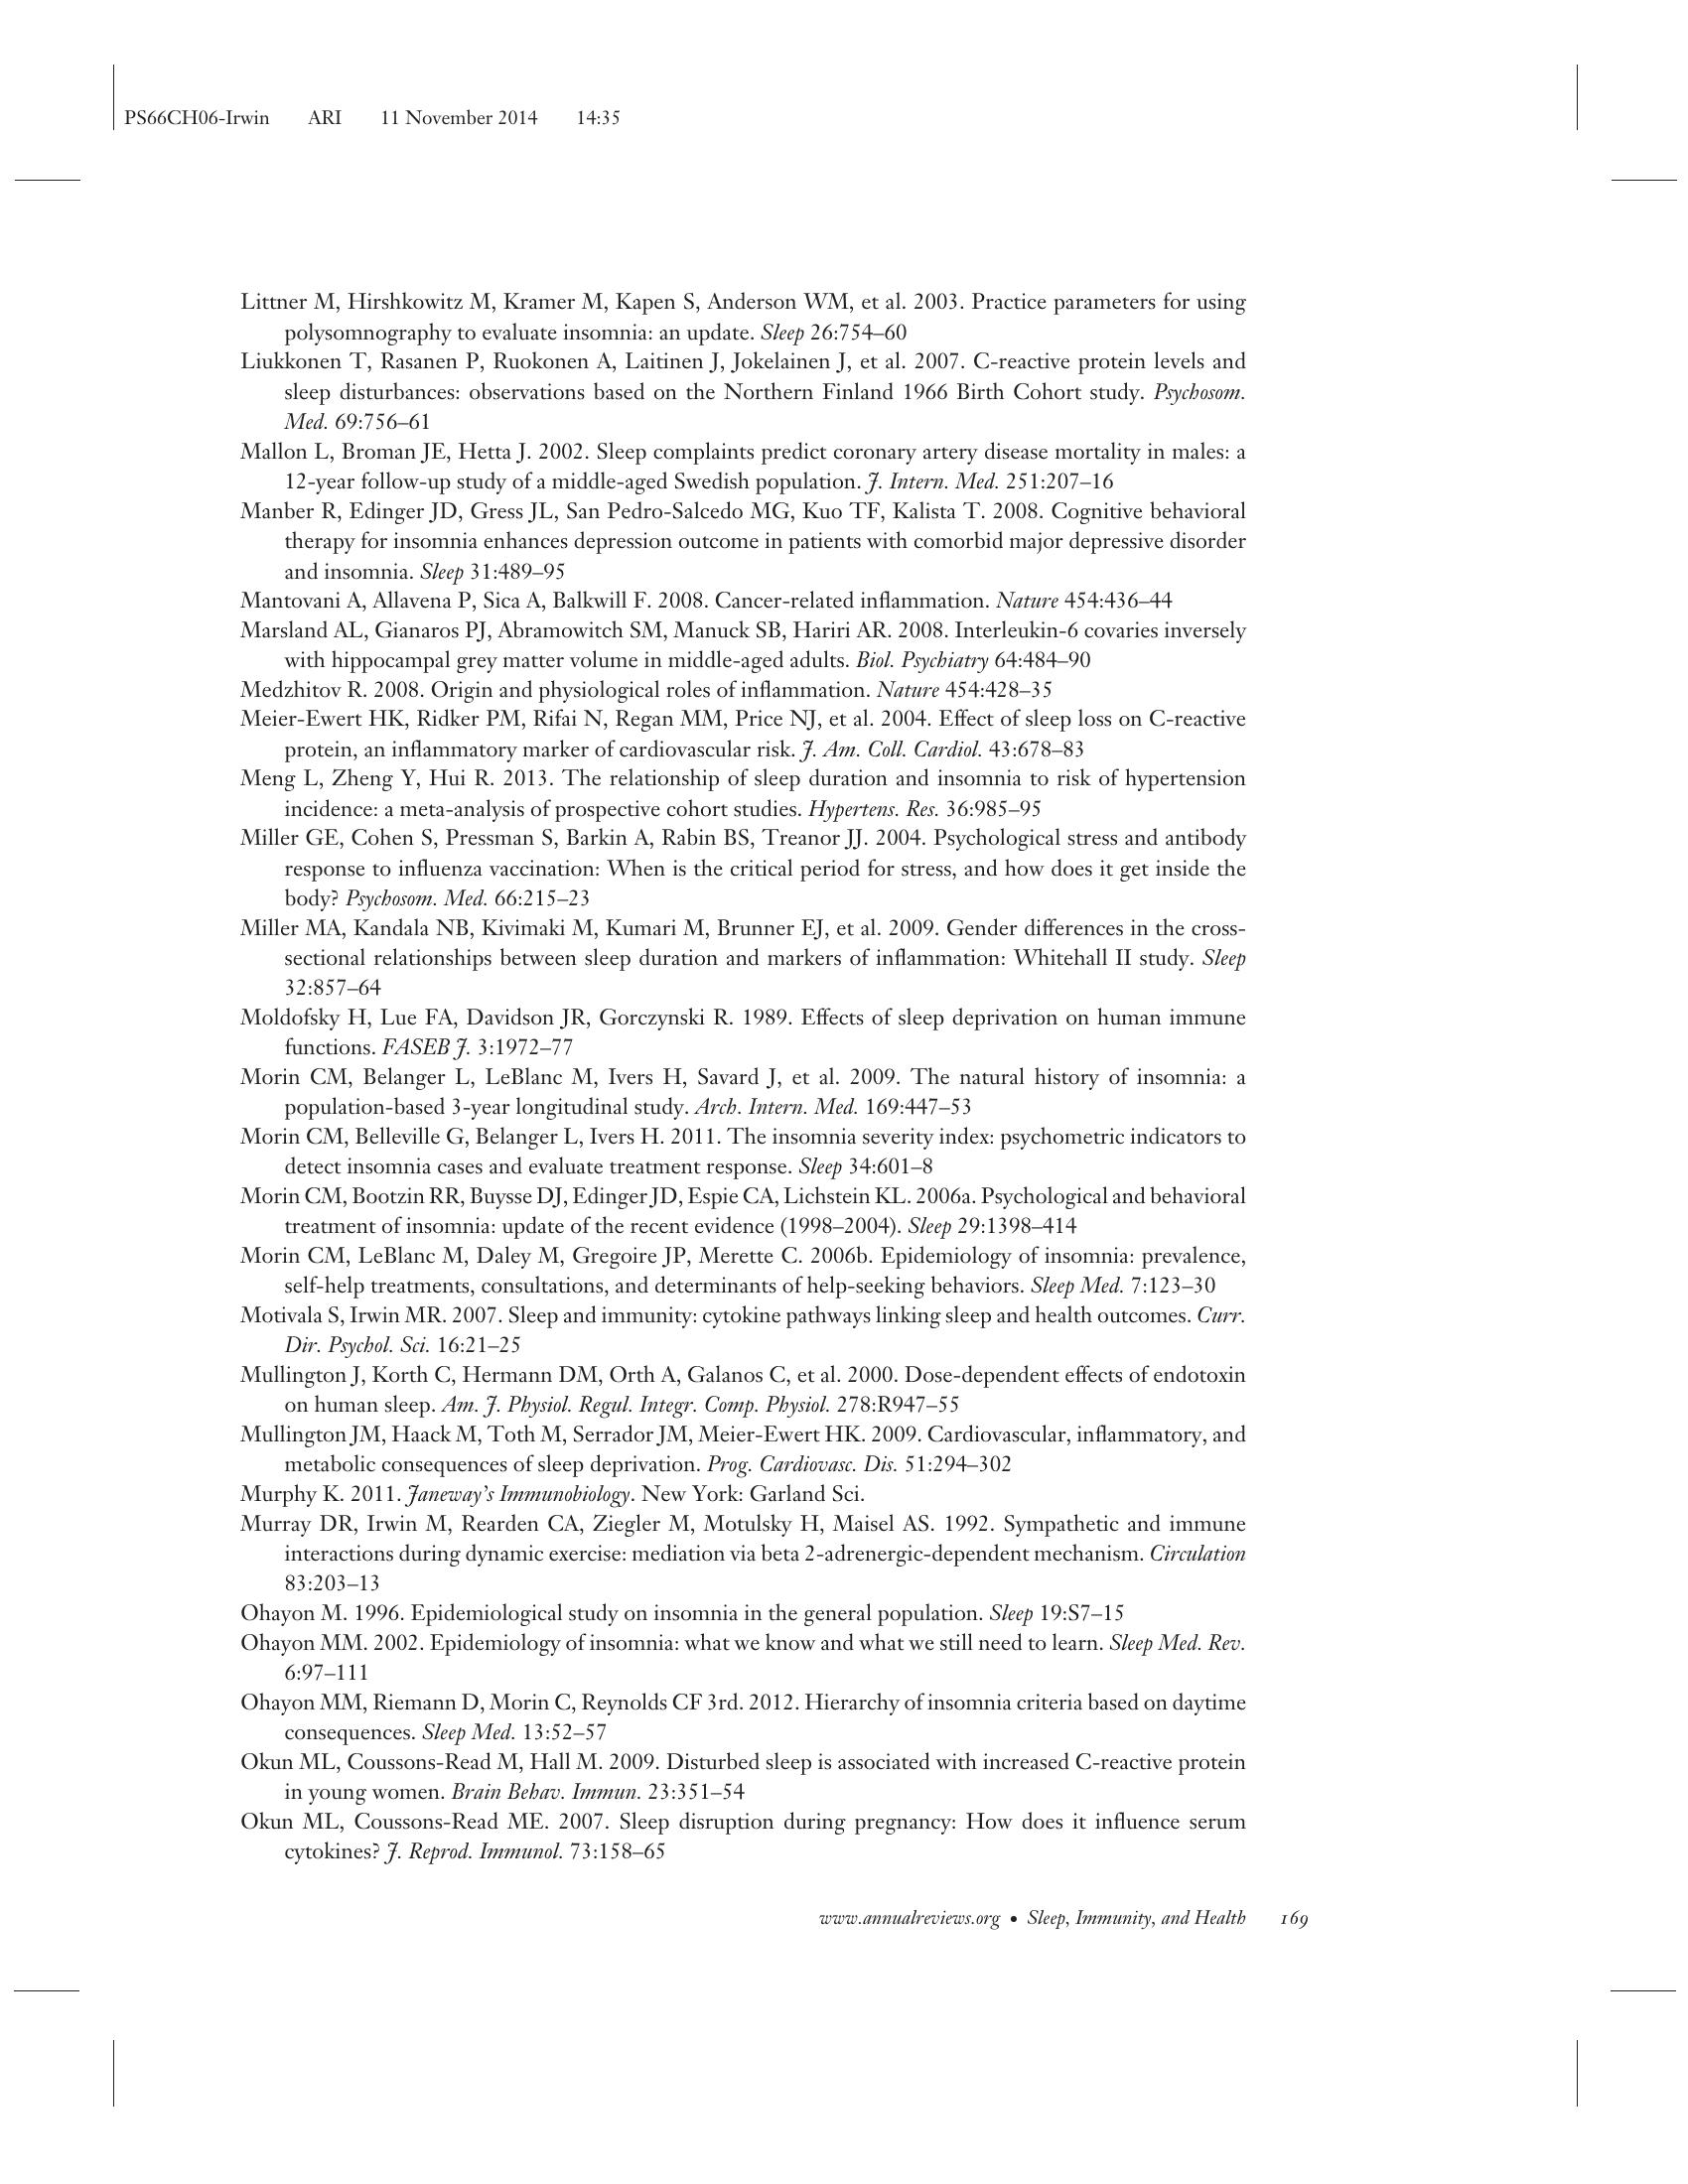 PS66CH06-Irwin ARI 11 November 2014 14:35
Littner M, Hirshkowitz M, Kramer M, Kapen S, Anderson WM, et al. 2003. Practice parameters for using
polysomnography to evaluate insomnia: an update. Sleep 26:754–60
Liukkonen T, Rasanen P, Ruokonen A, Laitinen J, Jokelainen J, et al. 2007. C-reactive protein levels and
sleep disturbances: observations based on the Northern Finland 1966 Birth Cohort study. Psychosom.
Med. 69:756–61
Mallon L, Broman JE, Hetta J. 2002. Sleep complaints predict coronary artery disease mortality in males: a
12-year follow-up study of a middle-aged Swedish population. J. Intern. Med. 251:207–16
Manber R, Edinger JD, Gress JL, San Pedro-Salcedo MG, Kuo TF, Kalista T. 2008. Cognitive behavioral
therapy for insomnia enhances depression outcome in patients with comorbid major depressive disorder
and insomnia. Sleep 31:489–95
Mantovani A, Allavena P, Sica A, Balkwill F. 2008. Cancer-related inflammation. Nature 454:436–44
Marsland AL, Gianaros PJ, Abramowitch SM, Manuck SB, Hariri AR. 2008. Interleukin-6 covaries inversely
with hippocampal grey matter volume in middle-aged adults. Biol. Psychiatry 64:484–90
Medzhitov R. 2008. Origin and physiological roles of inflammation. Nature 454:428–35
Meier-Ewert HK, Ridker PM, Rifai N, Regan MM, Price NJ, et al. 2004. Effect of sleep loss on C-reactive
protein, an inflammatory marker of cardiovascular risk. J. Am. Coll. Cardiol. 43:678–83
Meng L, Zheng Y, Hui R. 2013. The relationship of sleep duration and insomnia to risk of hypertension
incidence: a meta-analysis of prospective cohort studies. Hypertens. Res. 36:985–95
Miller GE, Cohen S, Pressman S, Barkin A, Rabin BS, Treanor JJ. 2004. Psychological stress and antibody
response to influenza vaccination: When is the critical period for stress, and how does it get inside the
body? Psychosom. Med. 66:215–23
Miller MA, Kandala NB, Kivimaki M, Kumari M, Brunner EJ, et al. 2009. Gender differences in the cross-
sectional relationships between sleep duration and markers of inflammation: Whitehall II study. Sleep
32:857–64
Moldofsky H, Lue FA, Davidson JR, Gorczynski R. 1989. Effects of sleep deprivation on human immune
functions. FASEB J. 3:1972–77
Morin CM, Belanger L, LeBlanc M, Ivers H, Savard J, et al. 2009. The natural history of insomnia: a
population-based 3-year longitudinal study. Arch. Intern. Med. 169:447–53
Morin CM, Belleville G, Belanger L, Ivers H. 2011. The insomnia severity index: psychometric indicators to
detect insomnia cases and evaluate treatment response. Sleep 34:601–8
Morin CM, Bootzin RR, Buysse DJ, Edinger JD, Espie CA, Lichstein KL. 2006a. Psychological and behavioral
treatment of insomnia: update of the recent evidence (1998–2004). Sleep 29:1398–414
Morin CM, LeBlanc M, Daley M, Gregoire JP, Merette C. 2006b. Epidemiology of insomnia: prevalence,
self-help treatments, consultations, and determinants of help-seeking behaviors. Sleep Med. 7:123–30
Motivala S, Irwin MR. 2007. Sleep and immunity: cytokine pathways linking sleep and health outcomes. Curr.
Dir. Psychol. Sci. 16:21–25
Mullington J, Korth C, Hermann DM, Orth A, Galanos C, et al. 2000. Dose-dependent effects of endotoxin
on human sleep. Am. J. Physiol. Regul. Integr. Comp. Physiol. 278:R947–55
Mullington JM, Haack M, Toth M, Serrador JM, Meier-Ewert HK. 2009. Cardiovascular, inflammatory, and
metabolic consequences of sleep deprivation. Prog. Cardiovasc. Dis. 51:294–302
Murphy K. 2011. Janeway's Immunobiology. New York: Garland Sci.
Murray DR, Irwin M, Rearden CA, Ziegler M, Motulsky H, Maisel AS. 1992. Sympathetic and immune
interactions during dynamic exercise: mediation via beta 2-adrenergic-dependent mechanism. Circulation
83:203–13
Ohayon M. 1996. Epidemiological study on insomnia in the general population. Sleep 19:S7–15
Ohayon MM. 2002. Epidemiology of insomnia: what we know and what we still need to learn. Sleep Med. Rev.
6:97–111
Ohayon MM, Riemann D, Morin C, Reynolds CF 3rd. 2012. Hierarchy of insomnia criteria based on daytime
consequences. Sleep Med. 13:52–57
Okun ML, Coussons-Read M, Hall M. 2009. Disturbed sleep is associated with increased C-reactive protein
in young women. Brain Behav. Immun. 23:351–54
Okun ML, Coussons-Read ME. 2007. Sleep disruption during pregnancy: How does it influence serum
cytokines? J. Reprod. Immunol. 73:158–65
www.annualreviews.org • Sleep, Immunity, and Health 169